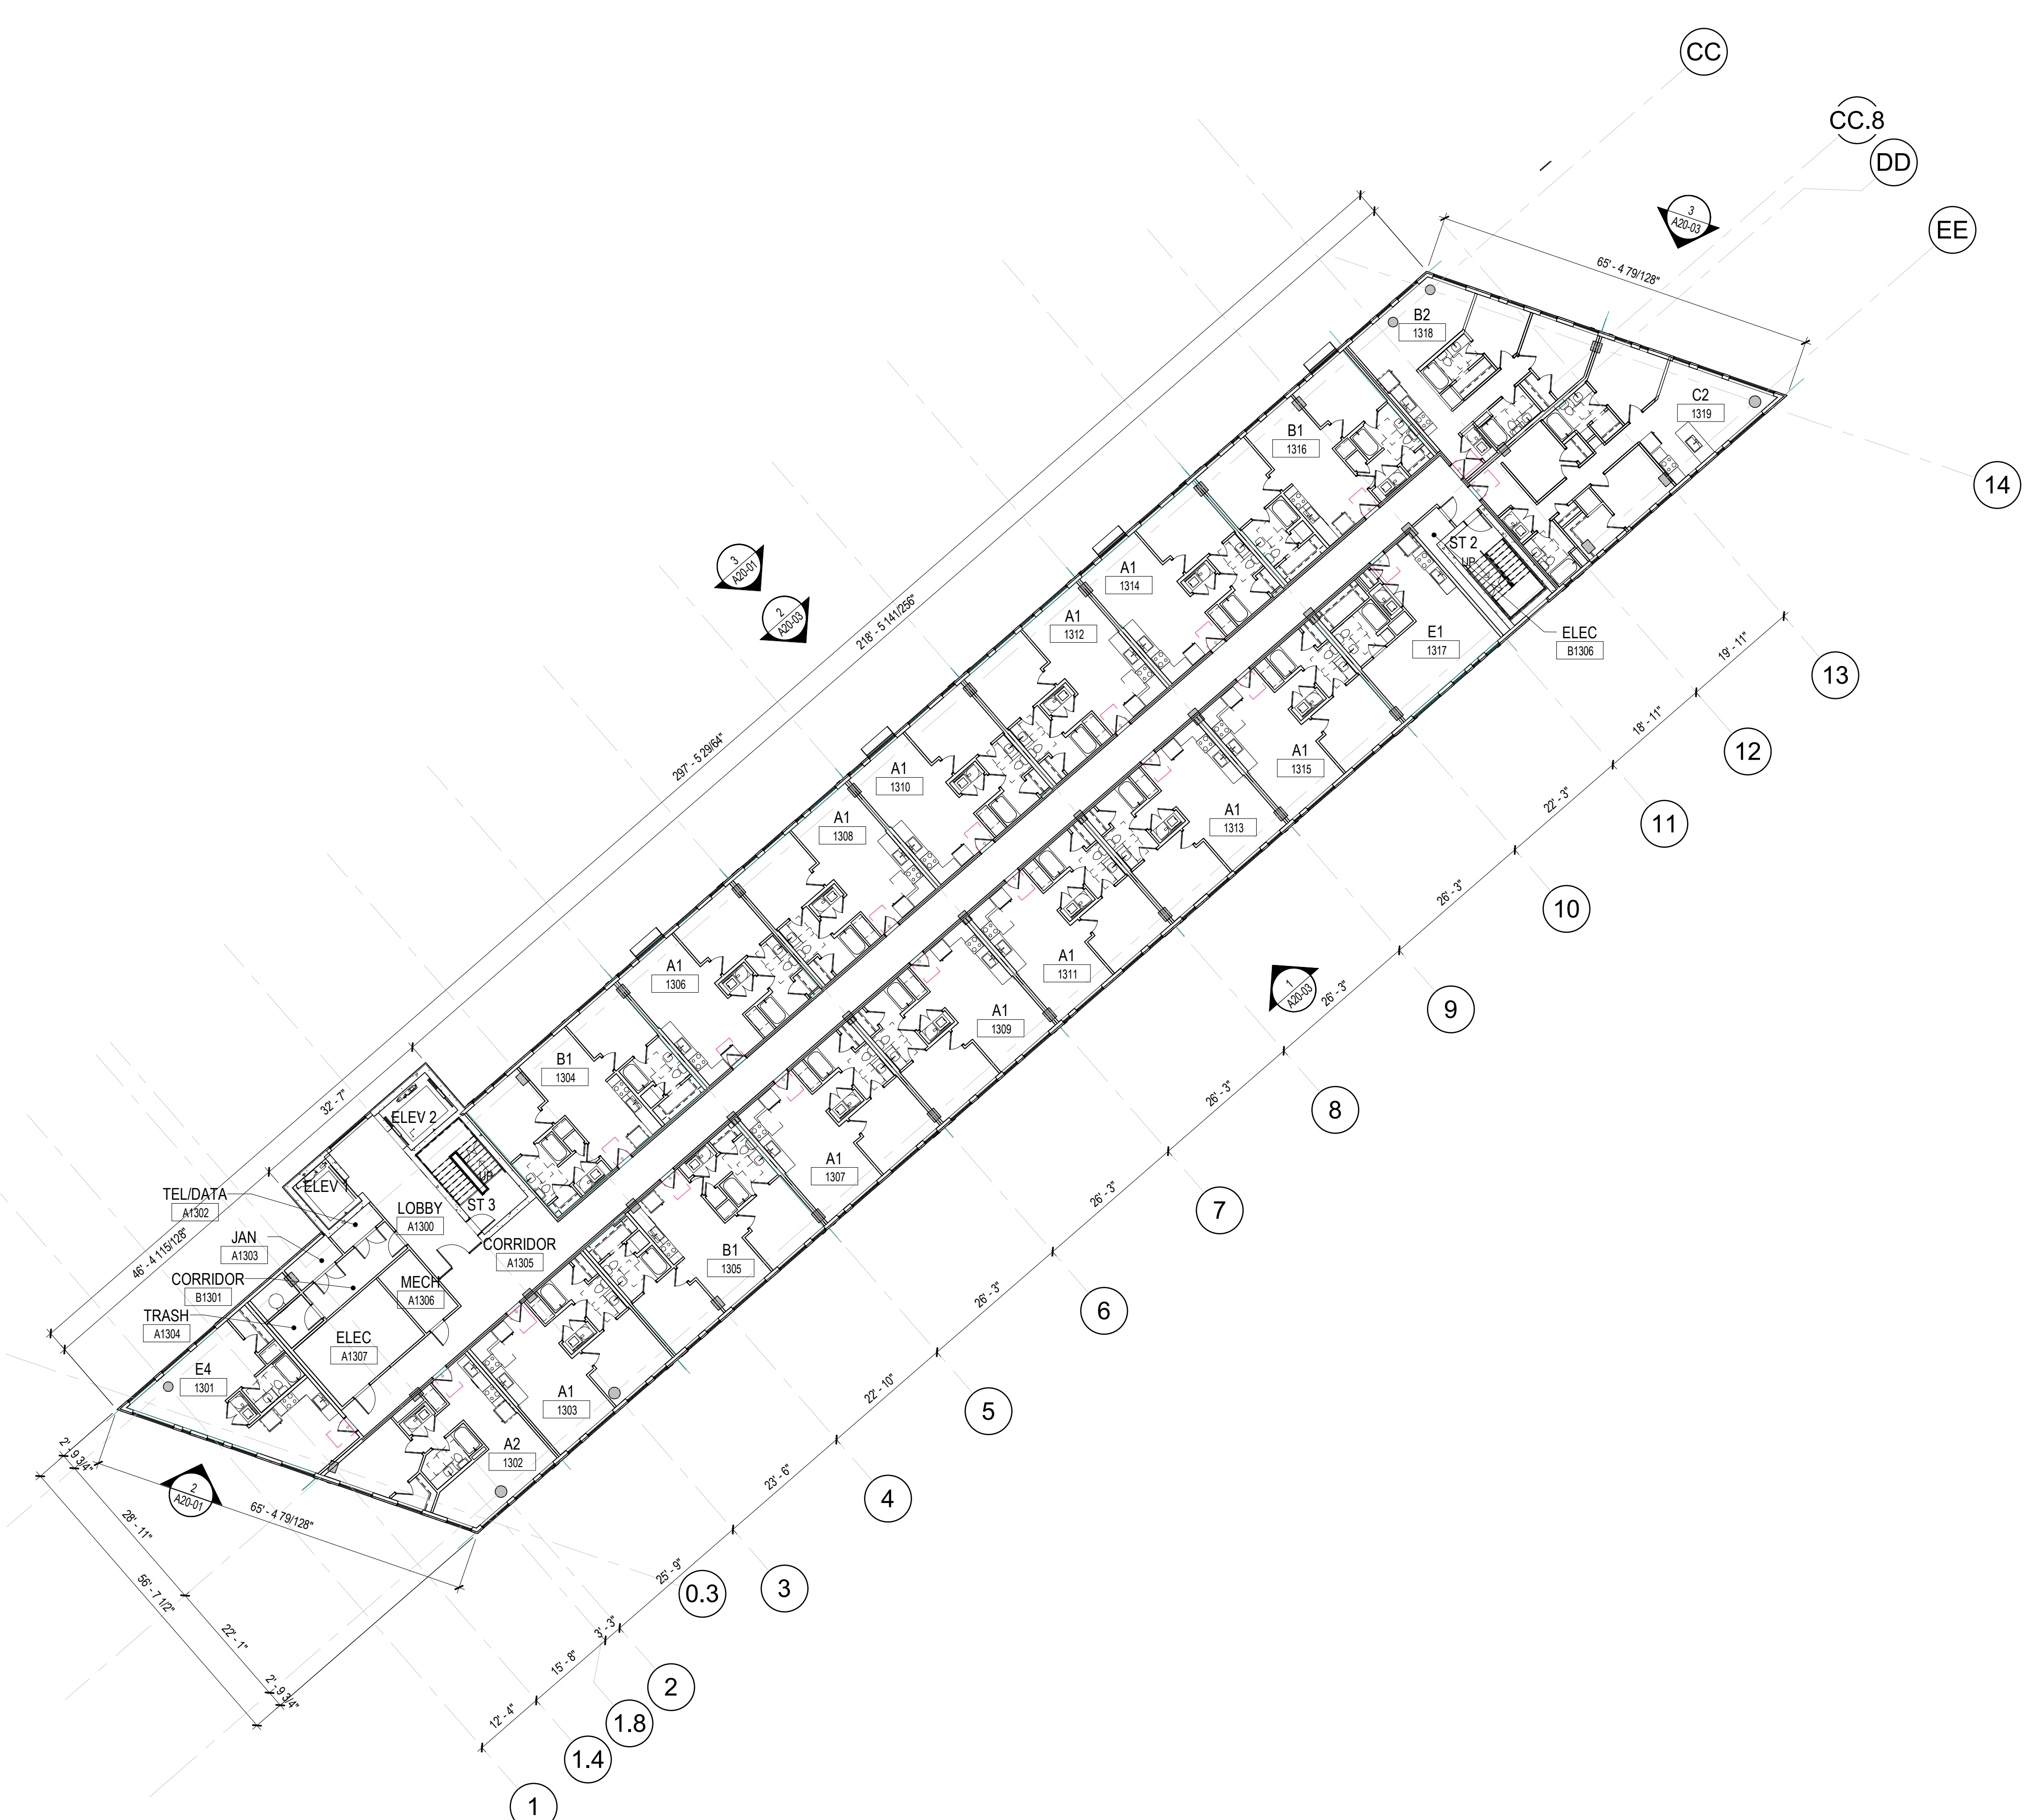 CC
CC.8
DD
EE
3
A20-03
65' - 4 79/128"
B2
1318
C2
1319
14
B1
1316
3
A20-01
2
A20-03
218' - 5 141/256"
297' - 5 29/64"
A1
1314
ST 2
UP
A1
1312
E1
1317
ELEC
B1306
19' - 11"
13
A1
1310
A1
1315
18' - 11"
12
A1
1308
A1
1313
22' - 3"
11
A1
1306
A1
1311
26' - 3"
10
A1
1309
1
A20-03
26' - 3"
9
B1
1304
32' - 7"
ELEV 2
26' - 3"
8
A1
1307
ELEV 1
UP
ST 3
TEL/DATA
A1302
LOBBY
A1300
26' - 3"
7
JAN
A1303
CORRIDOR
A1305
46' - 4 115/128"
B1
1305
CORRIDOR
B1301
MECH
A1306
26' - 3"
6
TRASH
A1304
ELEC
A1307
E4
1301
A1
1303
22' - 10"
5
A2
1302
2' - 9 3/4"
2
A20-01
65' - 4 79/128"
23' - 6"
4
28' - 11"
56' - 7 1/2"
25' - 9"
0.3
3
22' - 1"
2' - 9 3/4"
3' - 3"
15' - 8"
2
12' - 4"
1.8
1.4
1